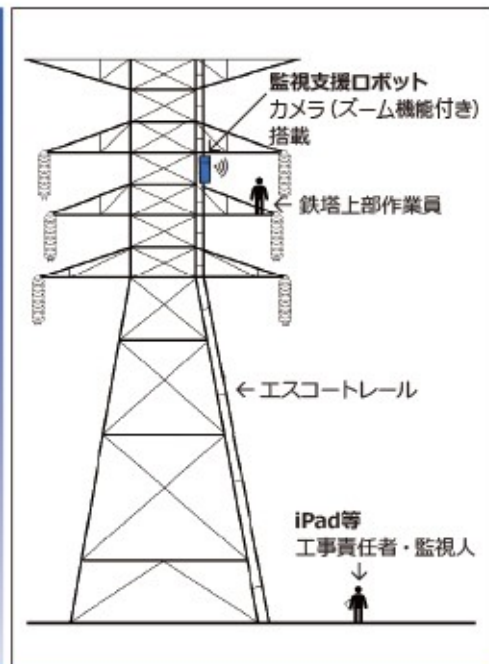 監視支援ロボット
カメラ(ズーム機能付き)
搭載
← 鉄塔上部作業員
←エスコートレール
iPad等
工事責任者・監視人
↓